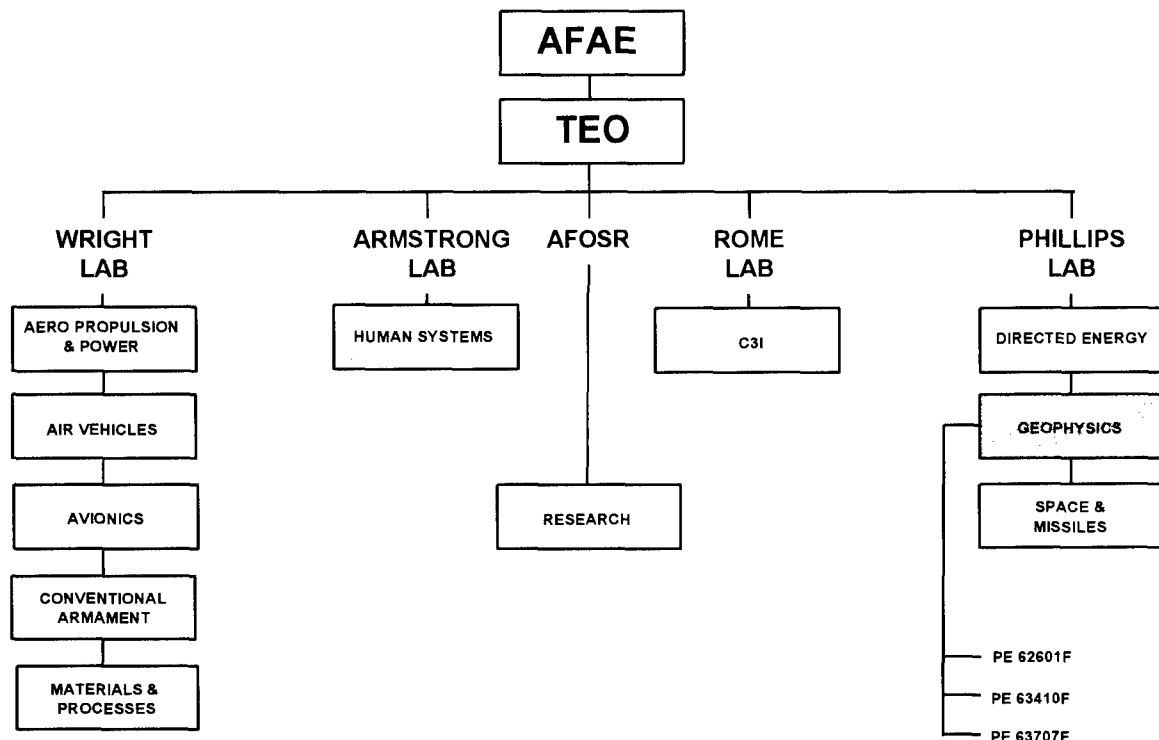 AFAE
TEO
WRIGHT
LAB
AERO PROPULSION
& POWER
AIR VEHICLES
AVIONICS
CONVENTIONAL
ARMAMENT
MATERIALS &
PROCESSES
ARMSTRONG
LAB
HUMAN SYSTEMS
AFOSR
RESEARCH
ROME
LAB
C3I
PHILLIPS
LAB
DIRECTED ENERGY
GEOPHYSICS
SPACE &
MISSILES
PE 62601F
PE 63410F
PE 63707F